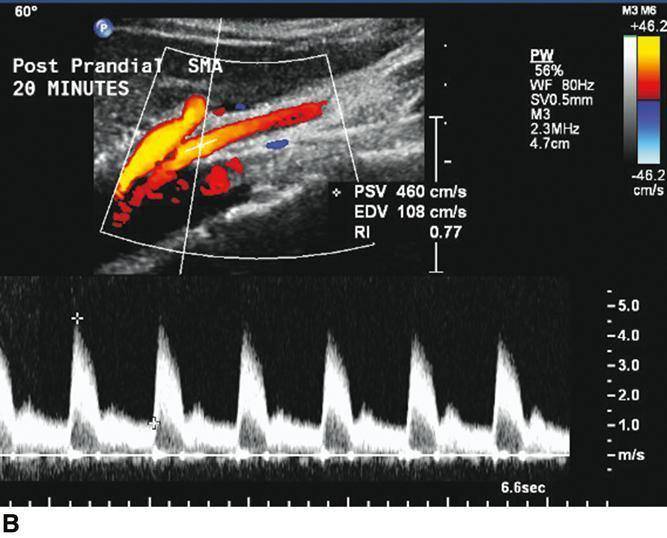 60°
P
M3 M6
+46.2
Post Prandial SMA
20 MINUTES
PW
56%
WF 80Hz
SV0.5mm
M3
2.3MHz
4.7cm
-46.2
cm/s
PSV 460 cm/s
EDV 108 cm/s
RI 0.77
5.0
4.0
3.0
2.0
1.0
m/s
6.6sec
B